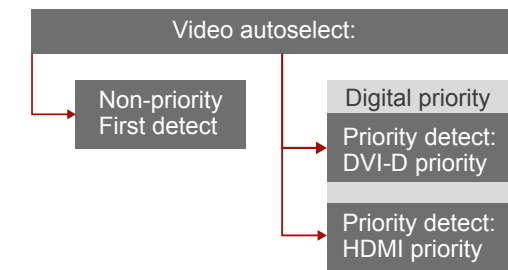 Video autoselect:
Non-priority
First detect
Digital priority
Priority detect:
DVI-D priority
Priority detect:
HDMI priority